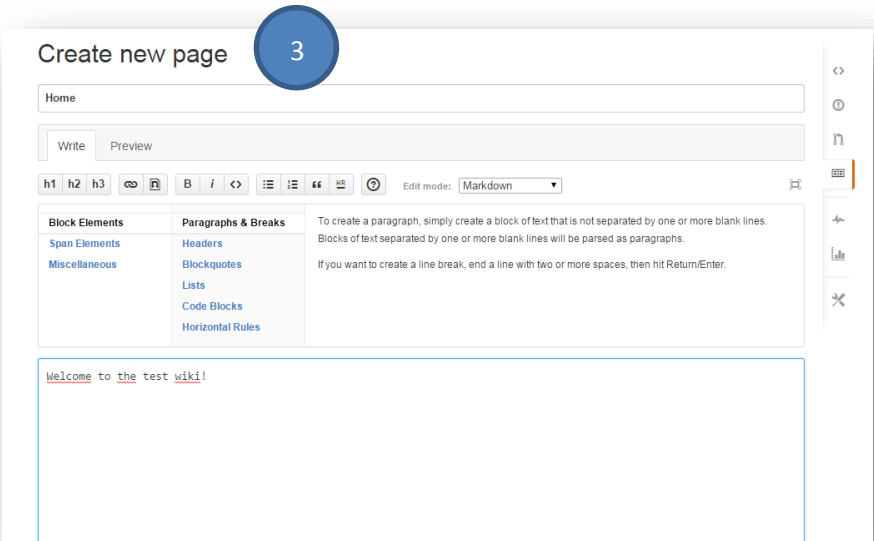 Create new page
3
Home
Write Preview
h1 h2 h3 B i <> “ HR ? Edit mode: Markdown
Block Elements
Span Elements
Miscellaneous
Paragraphs & Breaks
Headers
Blockquotes
Lists
Code Blocks
Horizontal Rules
To create a paragraph, simply create a block of text that is not separated by one or more blank lines.
Blocks of text separated by one or more blank lines will be parsed as paragraphs.
If you want to create a line break, end a line with two or more spaces, then hit Return/Enter.
Welcome to the test wiki!